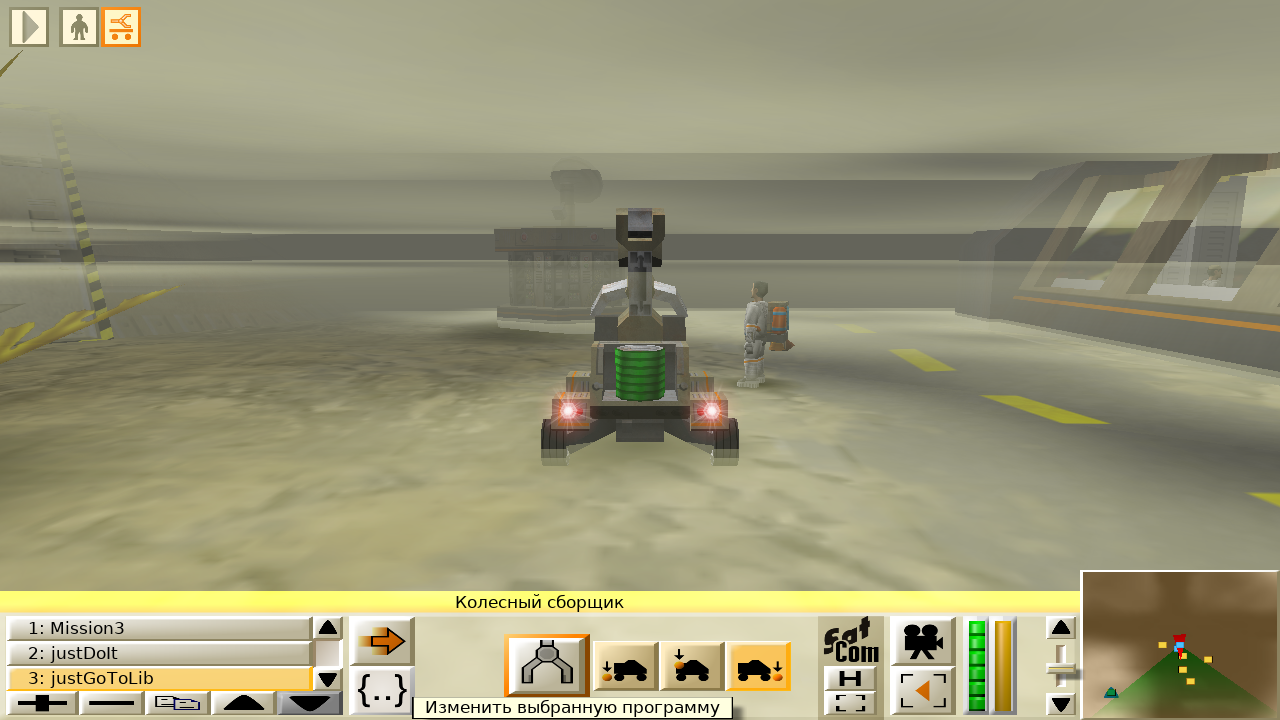 Колесный сборщик
1: Mission3
2: justDoIt
3: justGoToLib
{..}
Sat
Com
Изменить выбранную программу